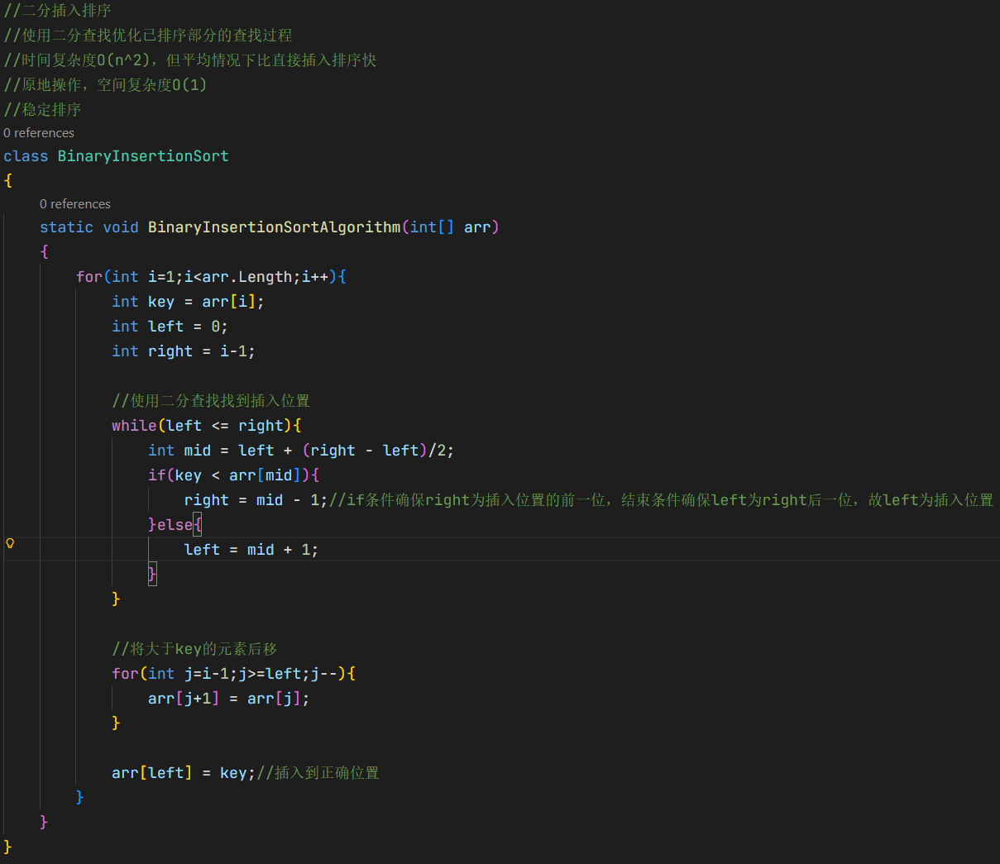 //二分插入排序
//使用二分查找优化已排序部分的查找过程
//时间复杂度O(n^2)，但平均情况下比直接插入排序快
//原地操作，空间复杂度O(1)
//稳定排序
0 references
class BinaryInsertionSort
{
0 references
static void BinaryInsertionSortAlgorithm(int[] arr)
{
for(int i=1;i<arr.Length;i++){
int key = arr[i];
int left = 0;
int right = i-1;
//使用二分查找找到插入位置
while(left <= right){
int mid = left + (right - left)/2;
if(key < arr[mid]){
right = mid - 1;//if条件确保right为插入位置的前一位，结束条件确保left为right后一位，故left为插入位置
}else{
left = mid + 1;
}
}
//将大于key的元素后移
for(int j=i-1;j>=left;j--){
arr[j+1] = arr[j];
}
arr[left] = key;//插入到正确位置
}
}
}